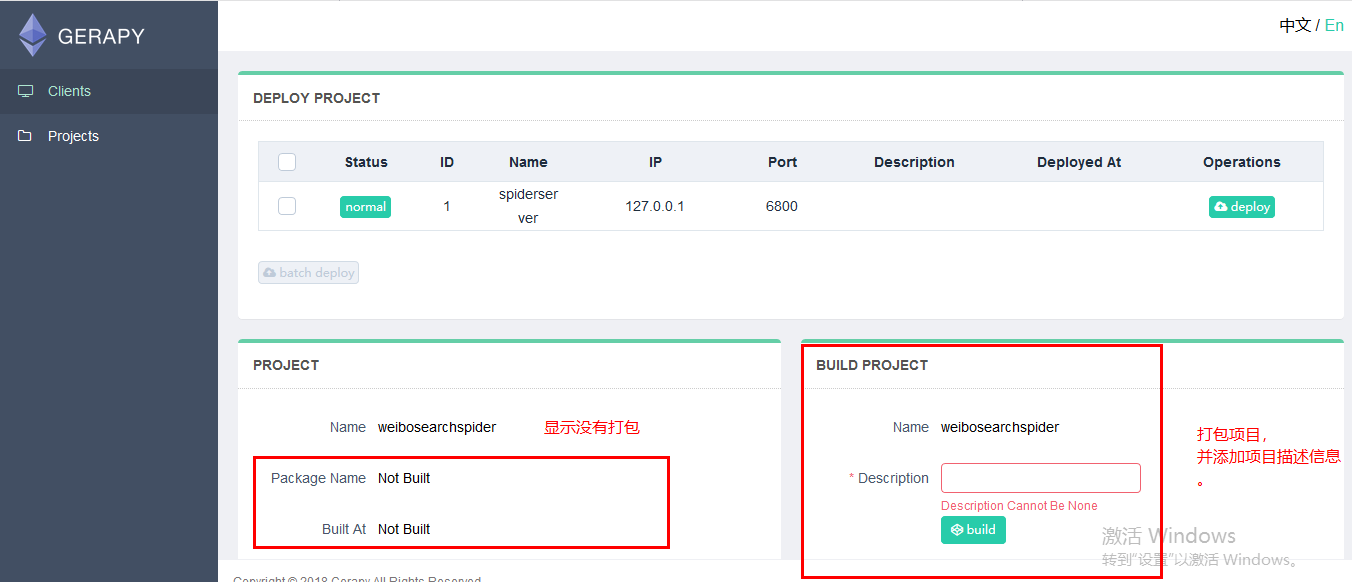 GERAPY
中文 / En
Clients
Projects
DEPLOY PROJECT
Status ID Name IP Port Description Deployed At Operations
normal 1 spiderser 127.0.0.1 6800 deploy
ver
batch deploy
PROJECT
Name weibosearchspider 显示没有打包
Package Name Not Built
Built At Not Built
BUILD PROJECT
Name weibosearchspider
* Description
Description Cannot Be None
build
打包项目，
并添加项目描述信息
。
激活 Windows
转到"设置"以激活 Windows。
Copyright © 2018 Gerapy All Rights Reserved